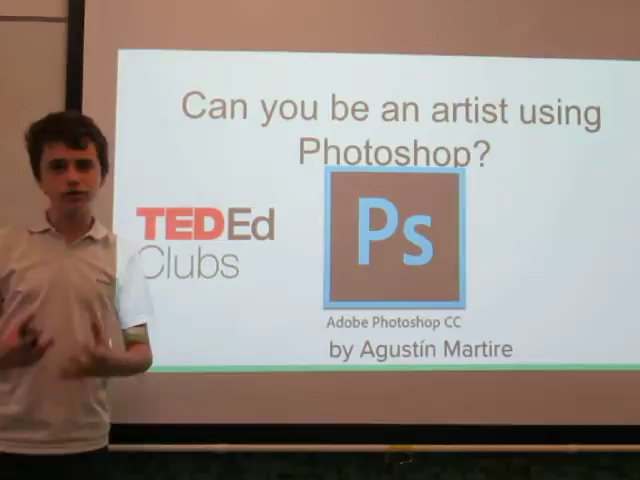 Can you be an artist using
Photoshop?
TEDEd
Clubs
Ps
Adobe Photoshop CC
by Agustín Martire